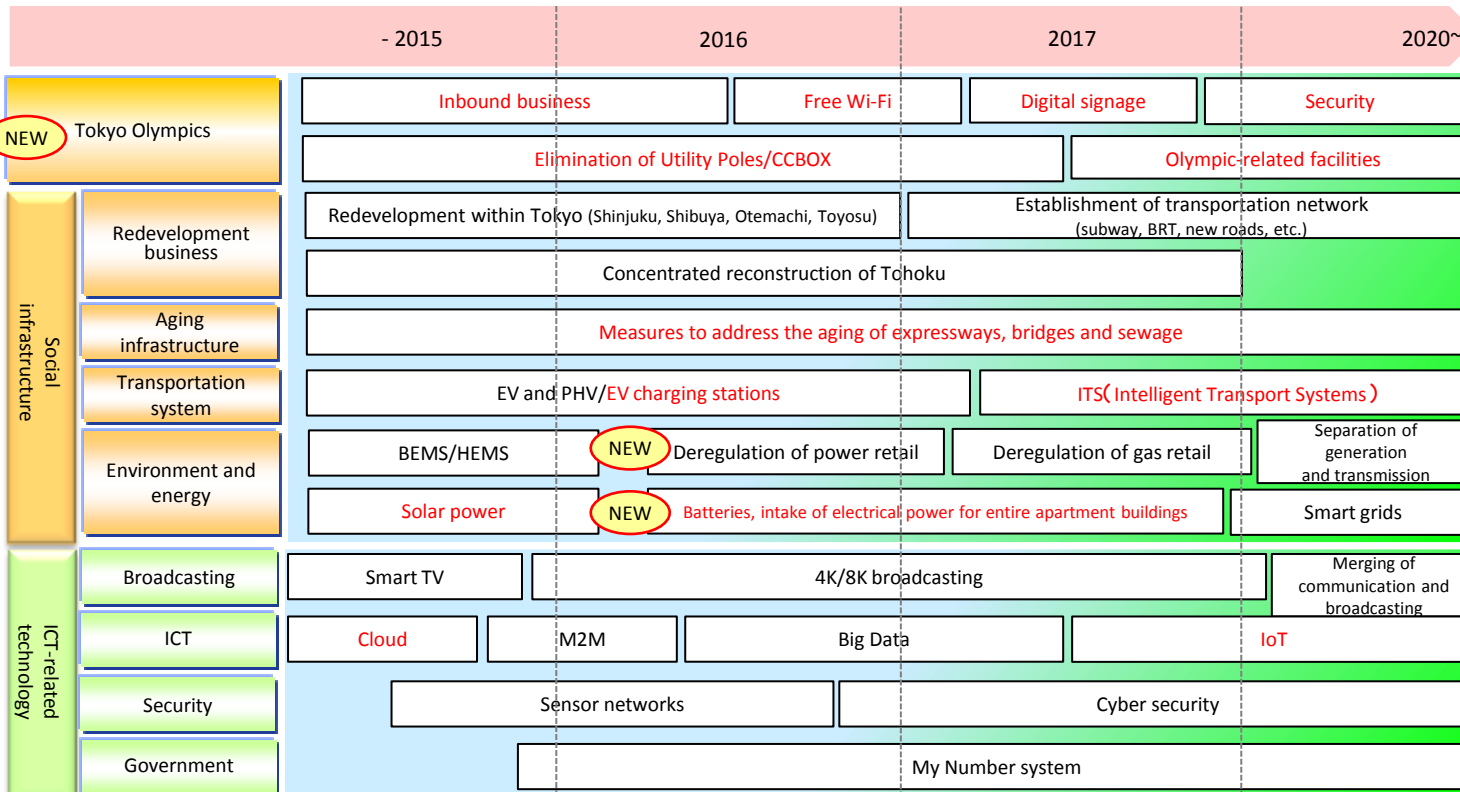 - 2015
2016
2017
2020~
NEW
Tokyo Olympics
Inbound business
Free Wi-Fi
Digital signage
Security
Elimination of Utility Poles/CCBOX
Olympic-related facilities
Social
infrastructure
Redevelopment
business
Redevelopment within Tokyo (Shinjuku, Shibuya, Otemachi, Toyosu)
Establishment of transportation network
(subway, BRT, new roads, etc.)
Concentrated reconstruction of Tohoku
Aging
infrastructure
Measures to address the aging of expressways, bridges and sewage
Transportation
system
EV and PHV/EV charging stations
ITS(Intelligent Transport Systems)
Environment and
energy
BEMS/HEMS
NEW
Deregulation of power retail
Deregulation of gas retail
Separation of
generation
and transmission
Solar power
NEW
Batteries, intake of electrical power for entire apartment buildings
Smart grids
ICT-related
technology
Broadcasting
Smart TV
4K/8K broadcasting
Merging of
communication and
broadcasting
ICT
Cloud
M2M
Big Data
IoT
Security
Sensor networks
Cyber security
Government
My Number system